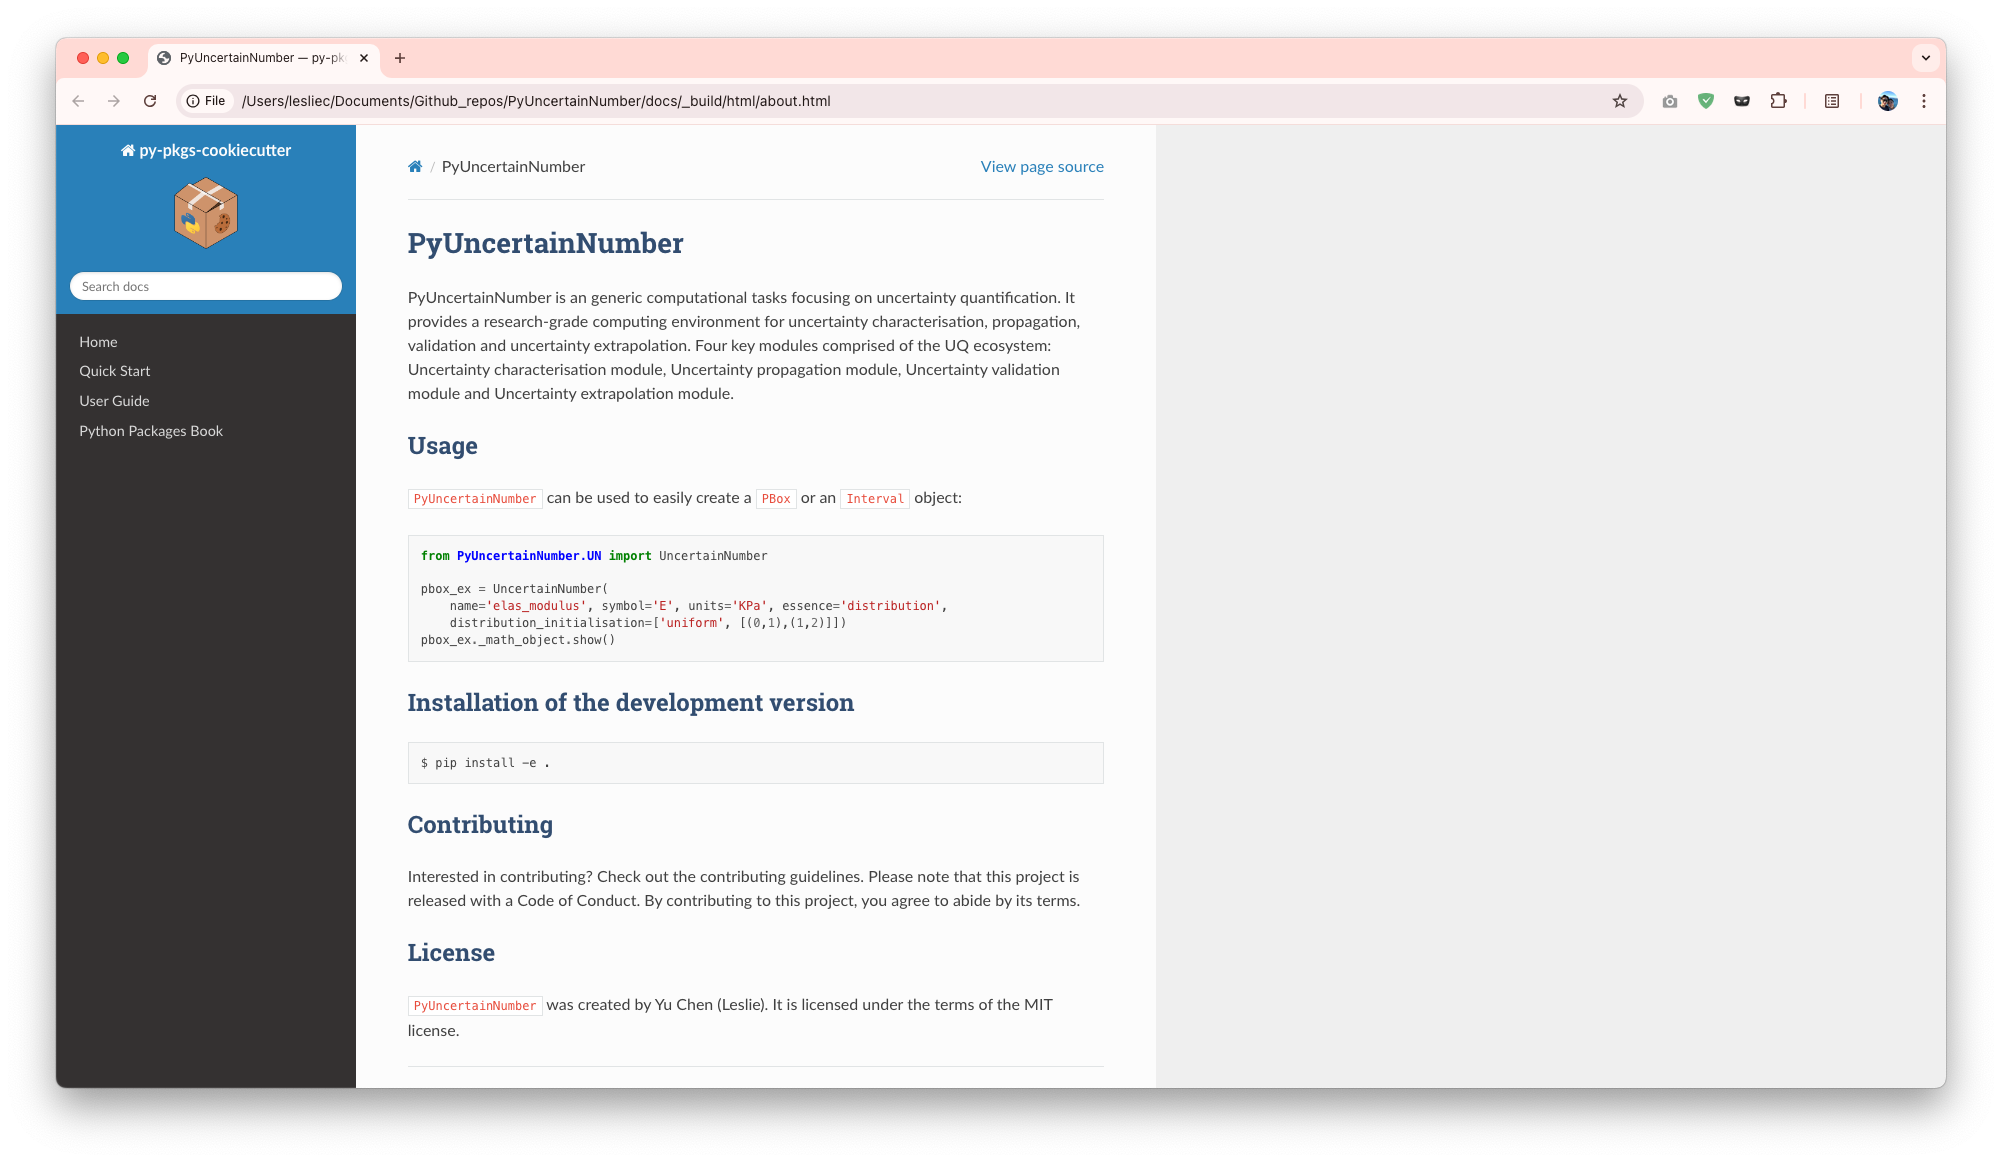 PyUncertainNumber — py-pk
File /Users/lesliec/Documents/Github_repos/PyUncertainNumber/docs/_build/html/about.html
py-pkgs-cookiecutter
Search docs
Home
Quick Start
User Guide
Python Packages Book
/ PyUncertainNumber
View page source
PyUncertainNumber
PyUncertainNumber is an generic computational tasks focusing on uncertainty quantification. It
provides a research-grade computing environment for uncertainty characterisation, propagation,
validation and uncertainty extrapolation. Four key modules comprised of the UQ ecosystem:
Uncertainty characterisation module, Uncertainty propagation module, Uncertainty validation
module and Uncertainty extrapolation module.
Usage
PyUncertainNumber can be used to easily create a PBox or an Interval object:
from PyUncertainNumber.UN import UncertainNumber
pbox_ex = UncertainNumber(
    name='elas_modulus', symbol='E', units='KPa', essence='distribution',
    distribution_initialisation=['uniform', [(0,1),(1,2)]])
pbox_ex._math_object.show()
Installation of the development version
$ pip install -e .
Contributing
Interested in contributing? Check out the contributing guidelines. Please note that this project is
released with a Code of Conduct. By contributing to this project, you agree to abide by its terms.
License
PyUncertainNumber was created by Yu Chen (Leslie). It is licensed under the terms of the MIT
license.